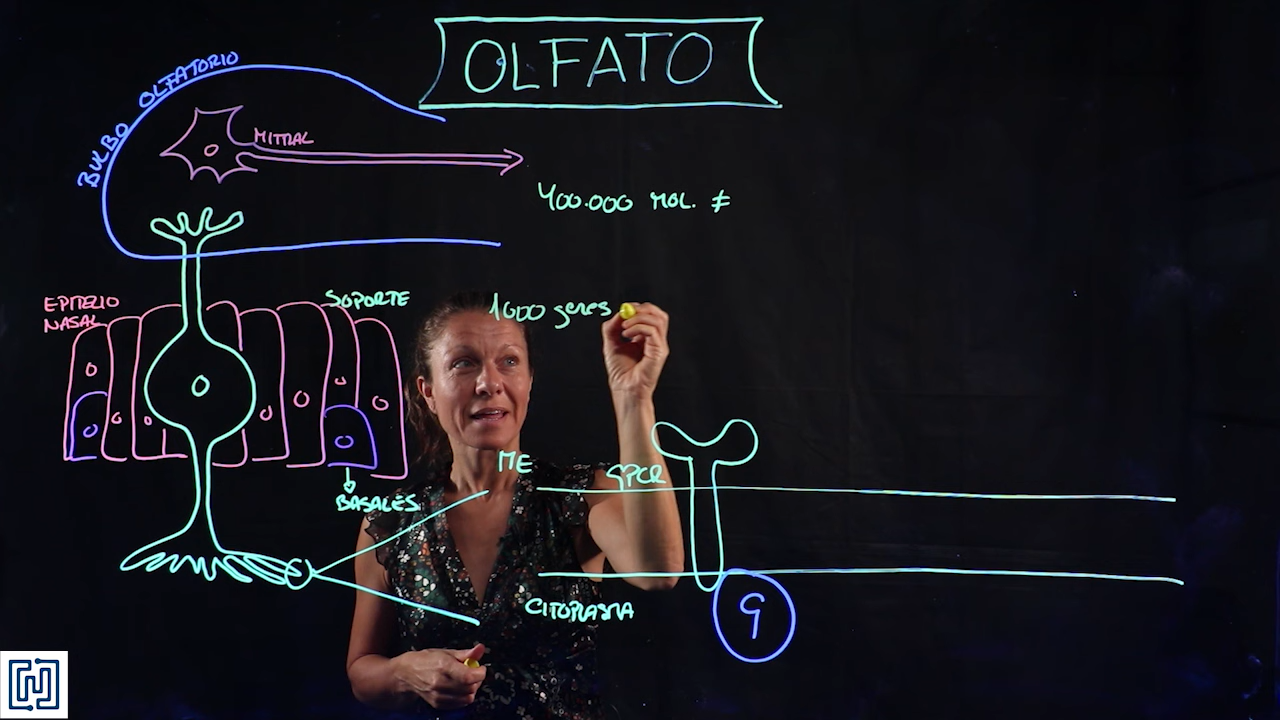 OLFATO
BULBO OLFATORIO
MITRAL
400.000 MOL. ≠
EPITELIO
NASAL
SOPORTE
1000 genes
ME
GPCR
BASALES
CITOPLASMA
G